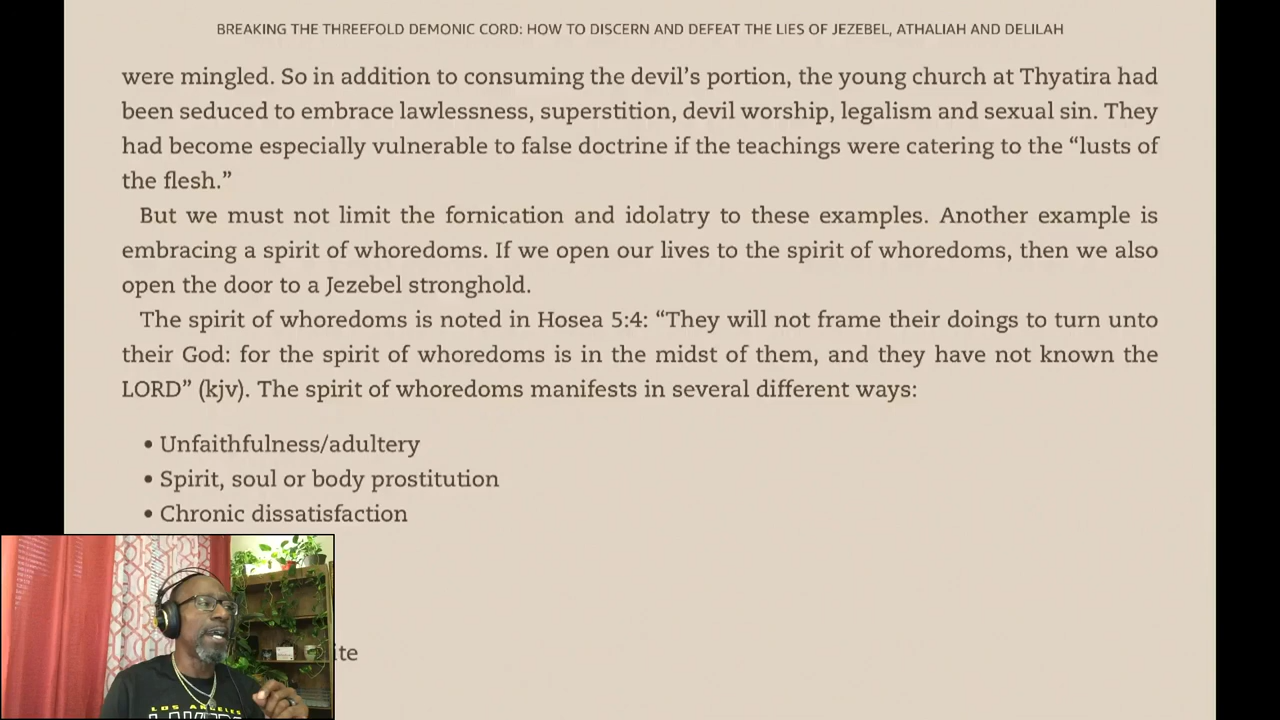 BREAKING THE THREEFOLD DEMONIC CORD: HOW TO DISCERN AND DEFEAT THE LIES OF JEZEBEL, ATHALIAH AND DELILAH
were mingled. So in addition to consuming the devil's portion, the young church at Thyatira had
been seduced to embrace lawlessness, superstition, devil worship, legalism and sexual sin. They
had become especially vulnerable to false doctrine if the teachings were catering to the “lusts of
the flesh.”
But we must not limit the fornication and idolatry to these examples. Another example is
embracing a spirit of whoredoms. If we open our lives to the spirit of whoredoms, then we also
open the door to a Jezebel stronghold.
The spirit of whoredoms is noted in Hosea 5:4: “They will not frame their doings to turn unto
their God: for the spirit of whoredoms is in the midst of them, and they have not known the
LORD” (kjv). The spirit of whoredoms manifests in several different ways:
• Unfaithfulness/adultery
• Spirit, soul or body prostitution
• Chronic dissatisfaction
ite
LOS ANGELES
LAKERS